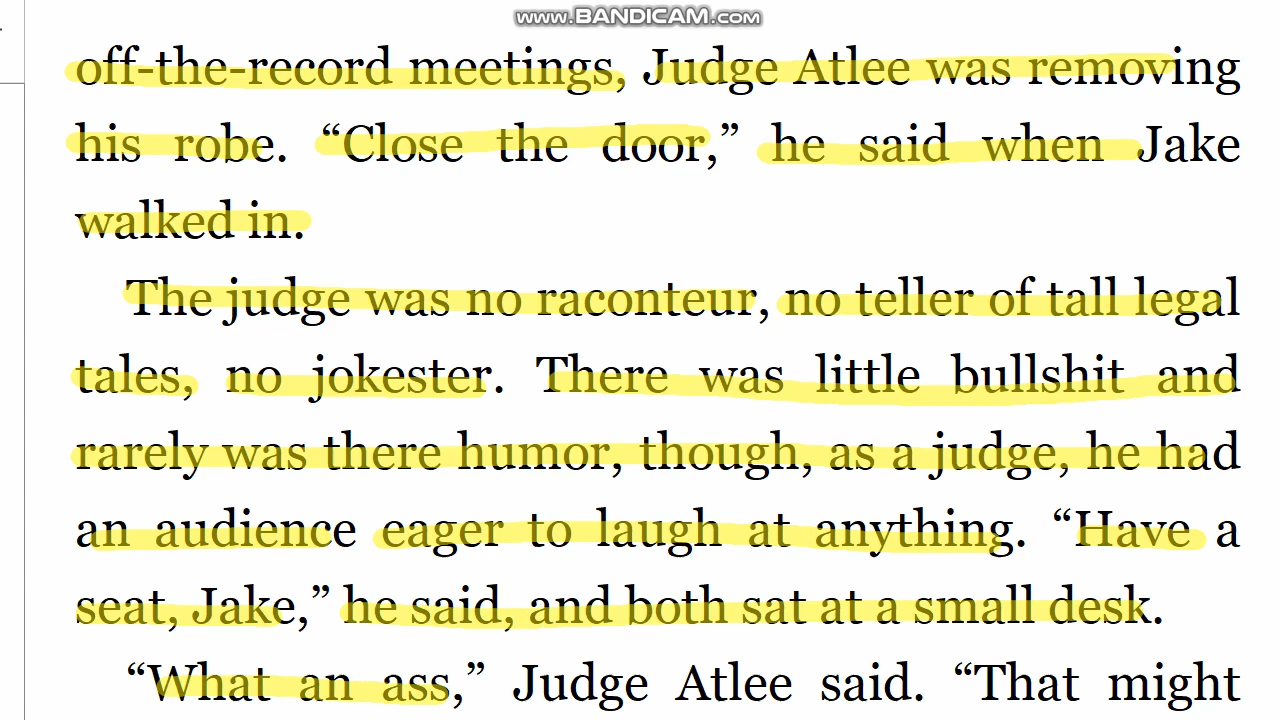 www.BANDICAM.com
off-the-record meetings, Judge Atlee was removing
his robe. “Close the door,” he said when Jake
walked in.
The judge was no raconteur, no teller of tall legal
tales, no jokester. There was little bullshit and
rarely was there humor, though, as a judge, he had
an audience eager to laugh at anything. “Have a
seat, Jake,” he said, and both sat at a small desk.
“What an ass,” Judge Atlee said. “That might